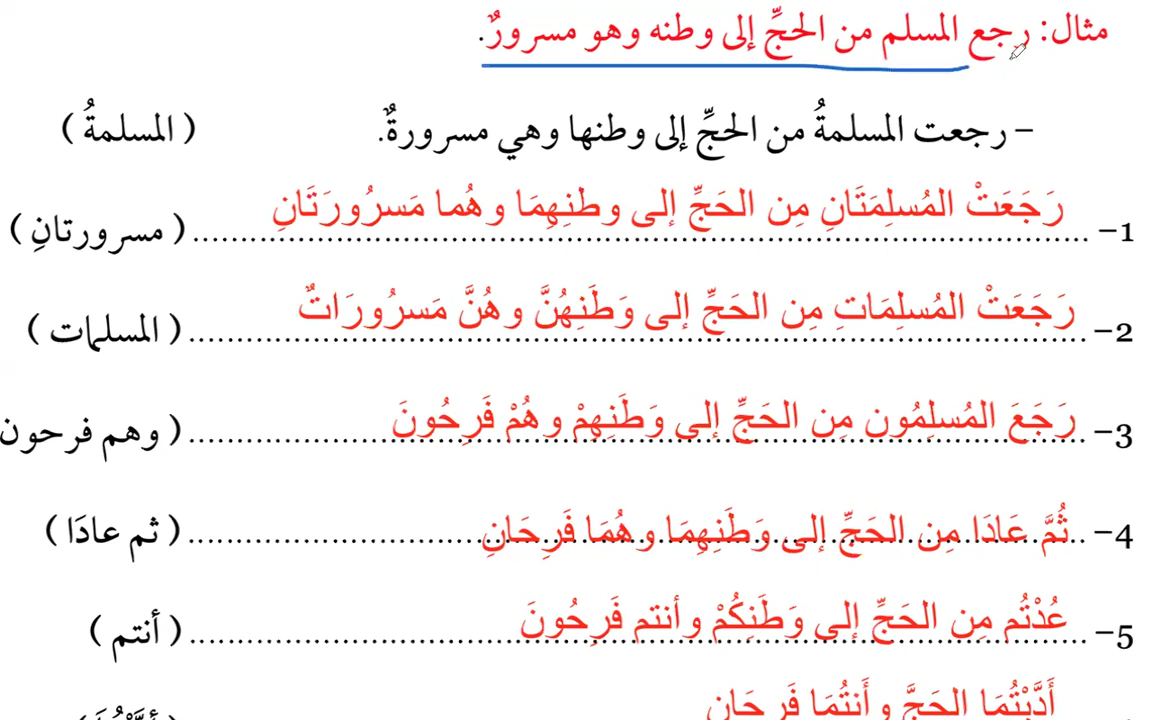 مثال: رجع المسلم من الحجِّ إلى وطنه وهو مسرورٌ.
– رجعت المسلمةُ من الحجِّ إلى وطنها وهي مسرورةٌ. ( المسلمةُ )
1– رَجَعَتْ المُسلِمَتَانِ مِن الحَجِّ إلى وطنِهِمَا وهُما مَسرُورَتَانِ ( مسرورتانِ )
2– رَجَعَتْ المُسلِمَاتِ مِن الحَجِّ إلى وَطَنِهُنَّ وهُنَّ مَسرُورَاتٌ ( المسلمات )
3– رَجَعَ المُسلِمُون مِن الحَجِّ إلى وَطَنِهِمْ وهُمْ فَرِحُونَ ( وهم فرحون
4– ثُمَّ عَادَا مِن الحَجِّ إلى وَطَنِهِمَا وهُمَا فَرِحَانِ ( ثم عادَا )
5– عُدْتُم مِن الحَجِّ إلى وَطَنِكُمْ وأنتم فَرِحُونَ ( أنتم )
أَدَّيْتُمَا الحَجَّ و أَنتُمَا فَرِحَانِ